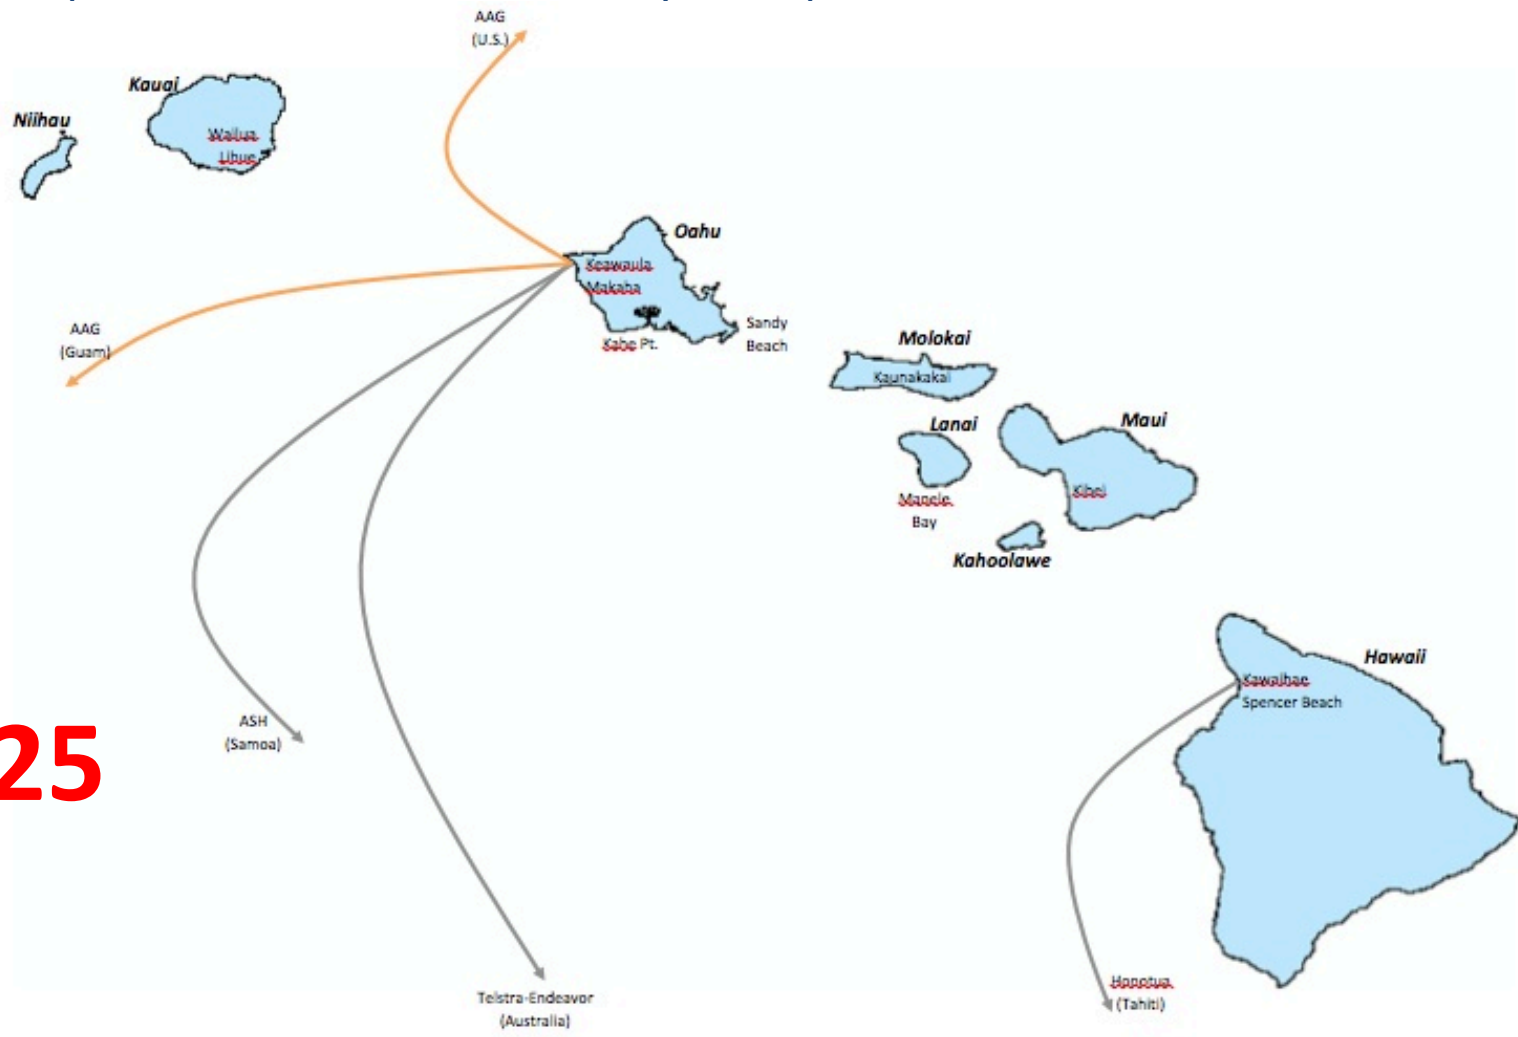 AAG
(U.S.)
Kauai
Niihau
Wailua
Lihue
Oahu
Keawaula
Makaha
AAG
(Guam)
Sandy
Beach
Kahe Pt.
Molokai
Kaunakakai
Lanai
Maui
Kihei
Manele
Bay
Kahoolawe
Hawaii
Kawaihae
Spencer Beach
ASH
(Samoa)
25
Honotua
(Tahiti)
Telstra-Endeavor
(Australia)